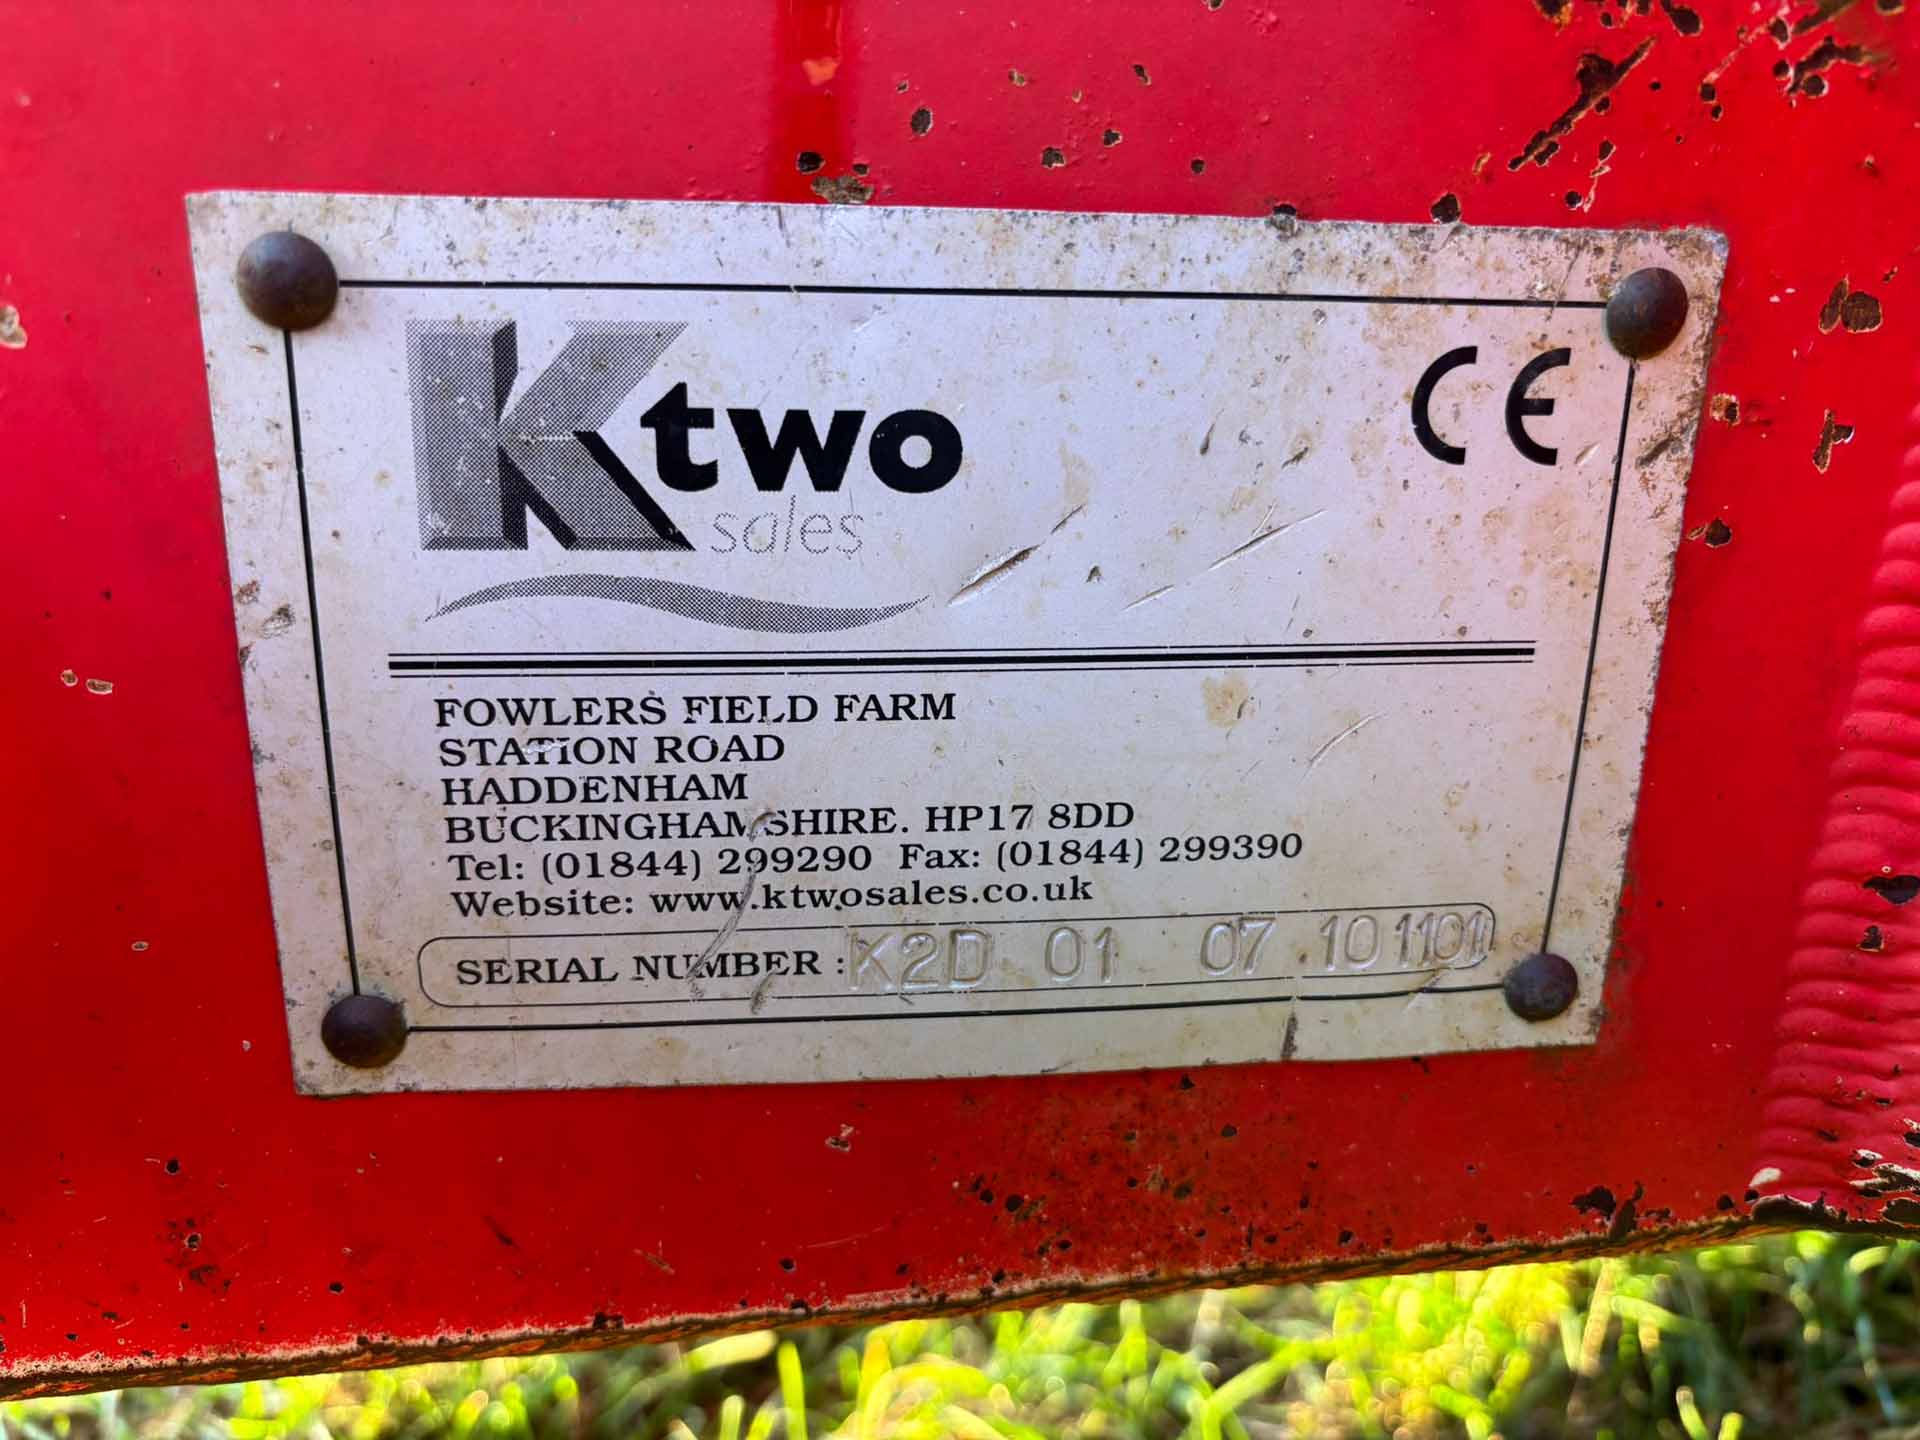 Ktwo
sales
CE
FOWLERS FIELD FARM
STATION ROAD
HADDENHAM
BUCKINGHAMSHIRE. HP17 8DD
Tel: (01844) 299290 Fax: (01844) 299390
Website: www.ktwosales.co.uk
SERIAL NUMBER : K2D 01 07 101101